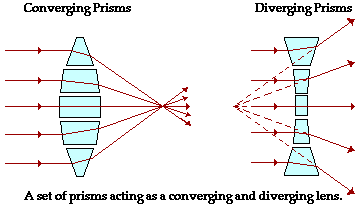 Converging Prisms
Diverging Prisms
A set of prisms acting as a converging and diverging lens.